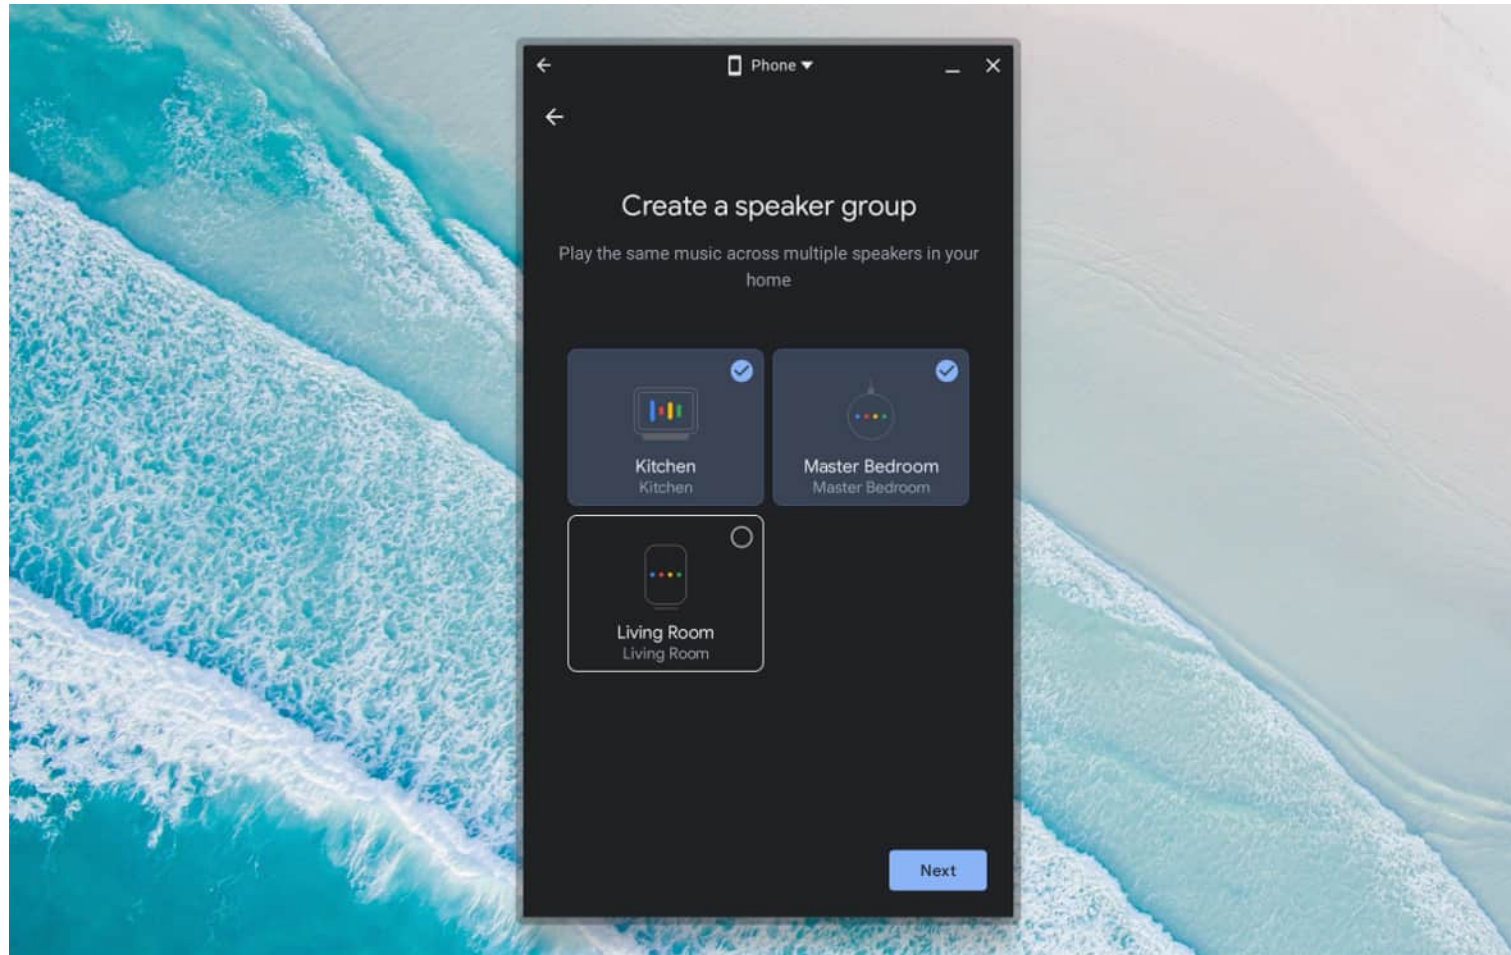 Phone
Create a speaker group
Play the same music across multiple speakers in your
home
Kitchen
Kitchen
Master Bedroom
Master Bedroom
Living Room
Living Room
Next